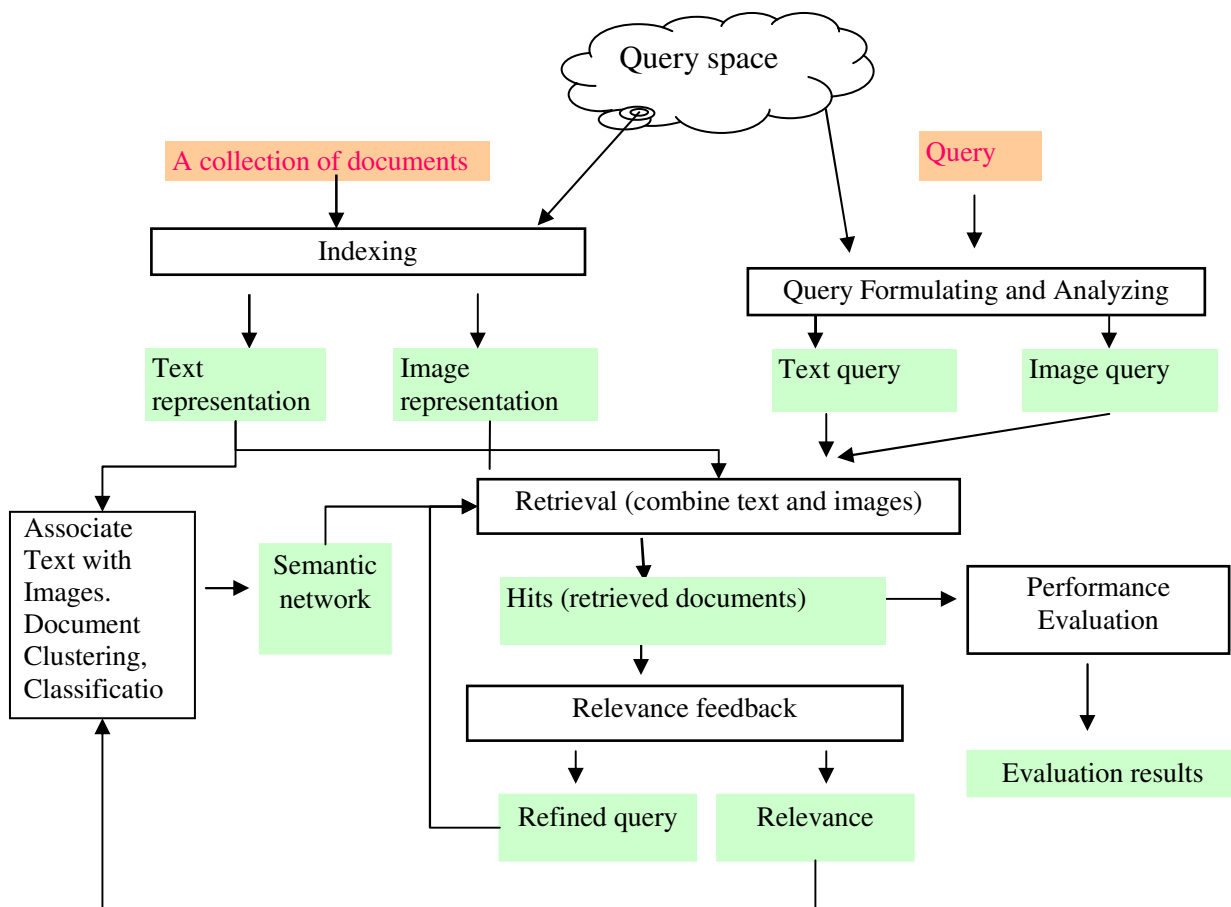 Query space
A collection of documents
Query
Indexing
Query Formulating and Analyzing
Text
representation
Image
representation
Text query
Image query
Retrieval (combine text and images)
Associate
Text with
Images.
Document
Clustering,
Classificatio
Semantic
network
Hits (retrieved documents)
Performance
Evaluation
Relevance feedback
Evaluation results
Refined query
Relevance